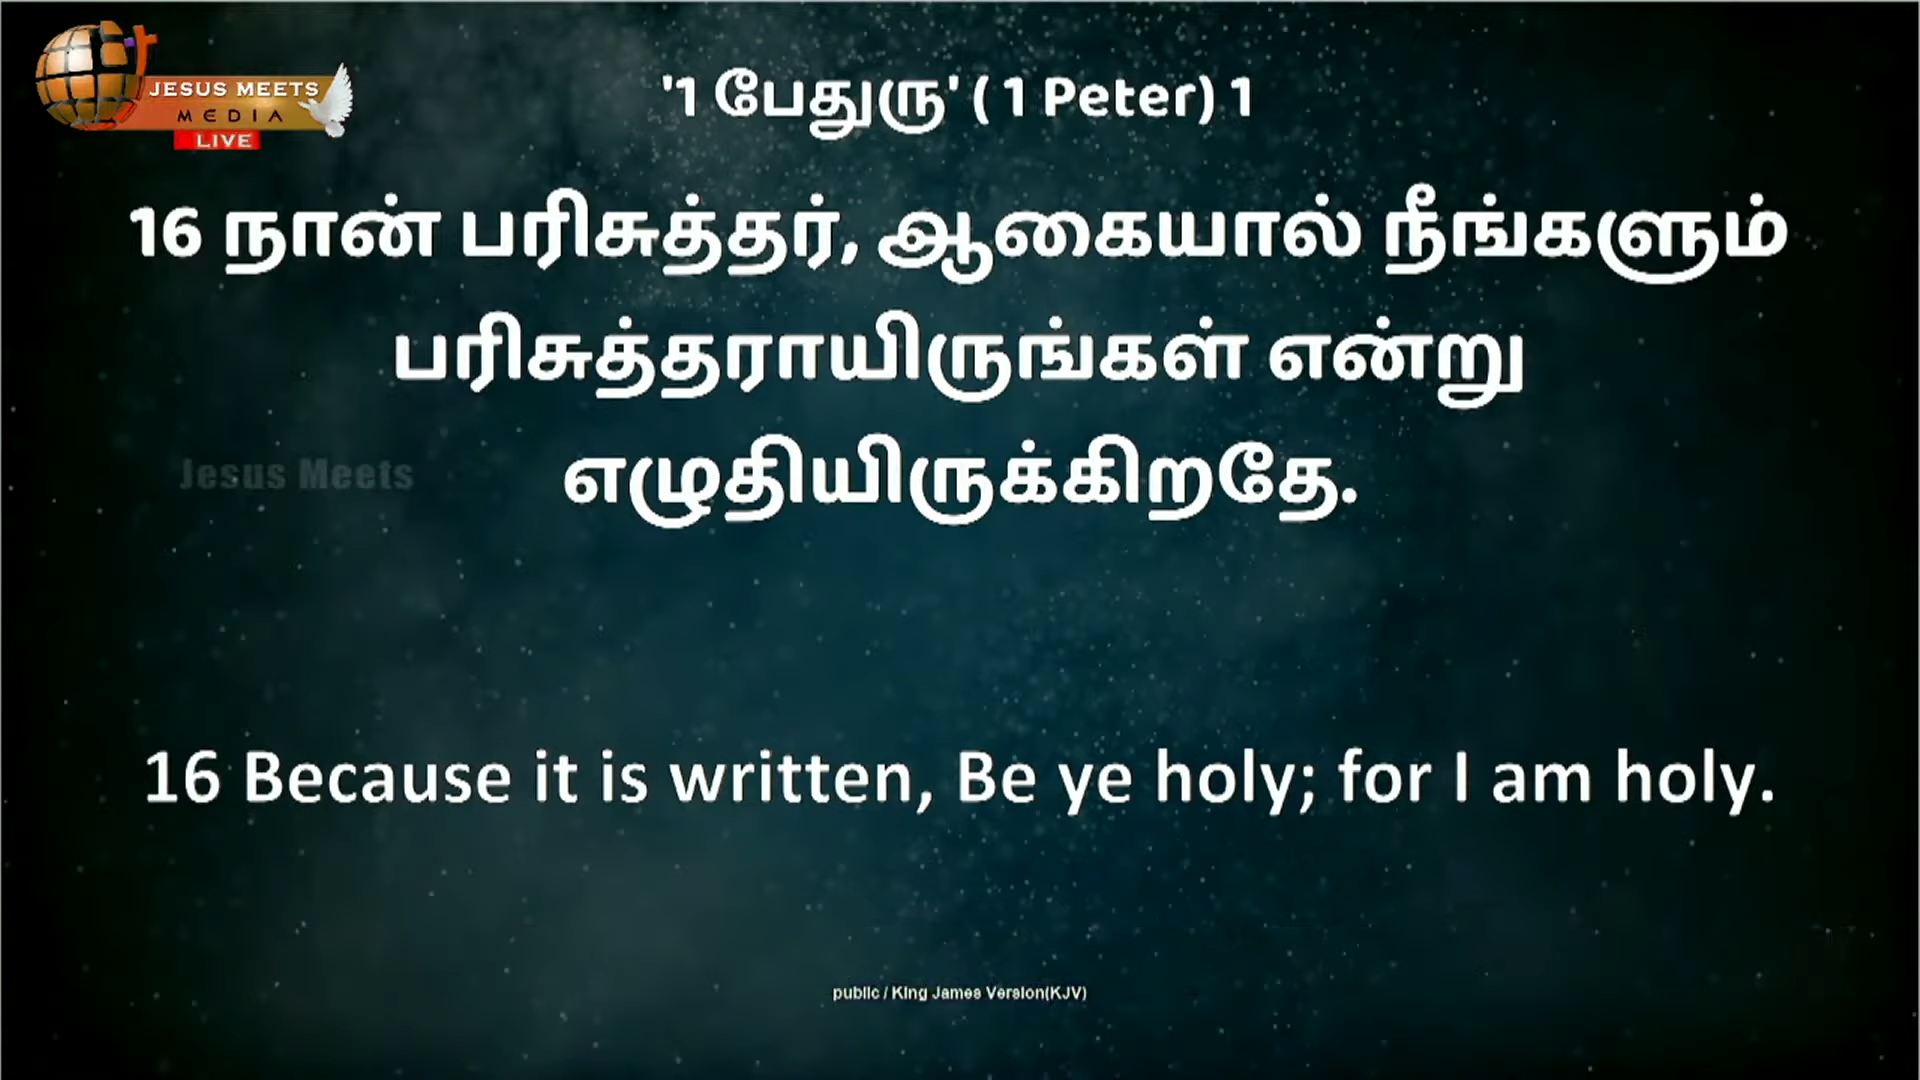 JESUS MEETS
MEDIA
LIVE
'1 பேதுரு' ( 1 Peter) 1
16 நான் பரிசுத்தர், ஆகையால் நீங்களும்
பரிசுத்தராயிருங்கள் என்று
எழுதியிருக்கிறதே.
Jesus Meets
16 Because it is written, Be ye holy; for I am holy.
public / King James Version(KJV)